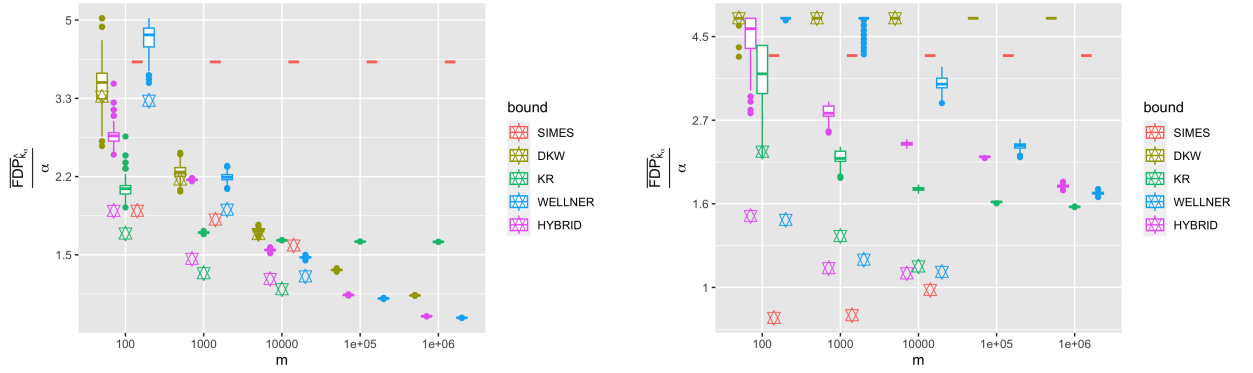 5
3.3
2.2
1.5
F̅D̅P̅k̂α
α
100 1000 10000 1e+05 1e+06
m
bound
SIMES
DKW
KR
WELLNER
HYBRID
4.5
2.7
1.6
1
F̅D̅P̅k̂α
α
100 1000 10000 1e+05 1e+06
m
bound
SIMES
DKW
KR
WELLNER
HYBRID